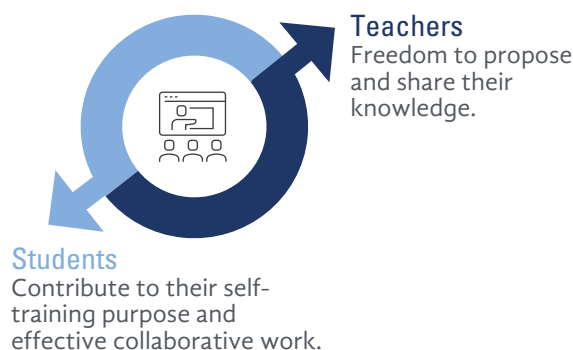 Teachers
Freedom to propose
and share their
knowledge.
Students
Contribute to their self-
training purpose and
effective collaborative work.